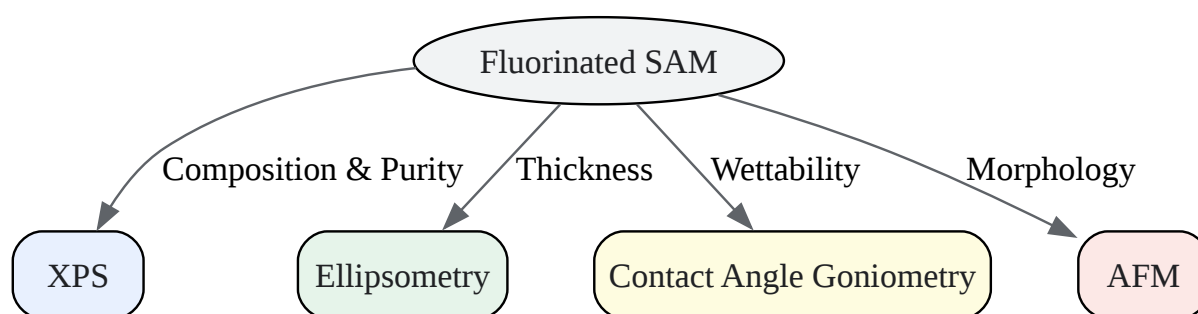 Fluorinated SAM
Composition & Purity
Thickness
Wettability
Morphology
XPS
Ellipsometry
Contact Angle Goniometry
AFM